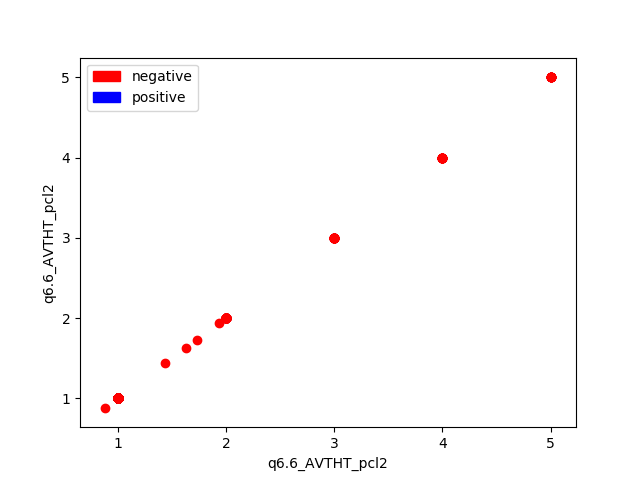 negative
positive
5
4
3
2
1
q6.6_AVTHT_pcl2
1 2 3 4 5
q6.6_AVTHT_pcl2